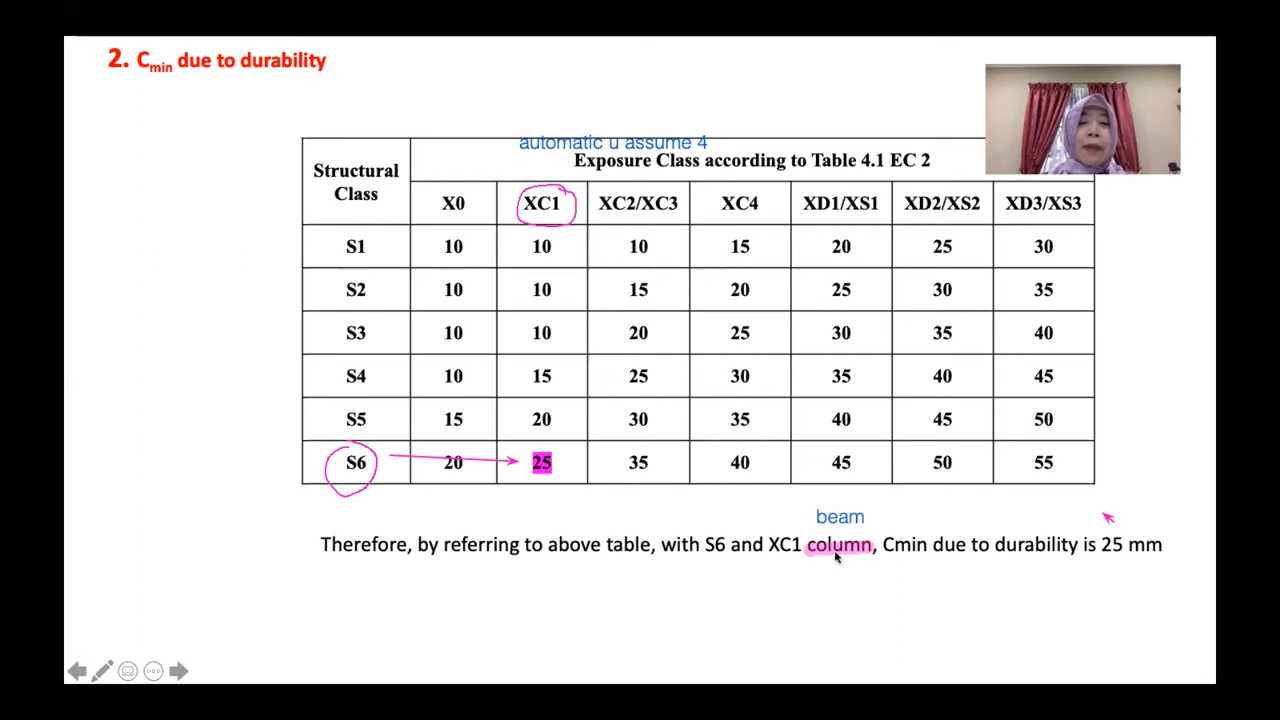 2. Cmin due to durability
automatic u assume 4
Structural Class
Exposure Class according to Table 4.1 EC 2
X0 XC1 XC2/XC3 XC4 XD1/XS1 XD2/XS2 XD3/XS3
S1 10 10 10 15 20 25 30
S2 10 10 15 20 25 30 35
S3 10 10 20 25 30 35 40
S4 10 15 25 30 35 40 45
S5 15 20 30 35 40 45 50
S6 20 25 35 40 45 50 55
beam
Therefore, by referring to above table, with S6 and XC1 column, Cmin due to durability is 25 mm